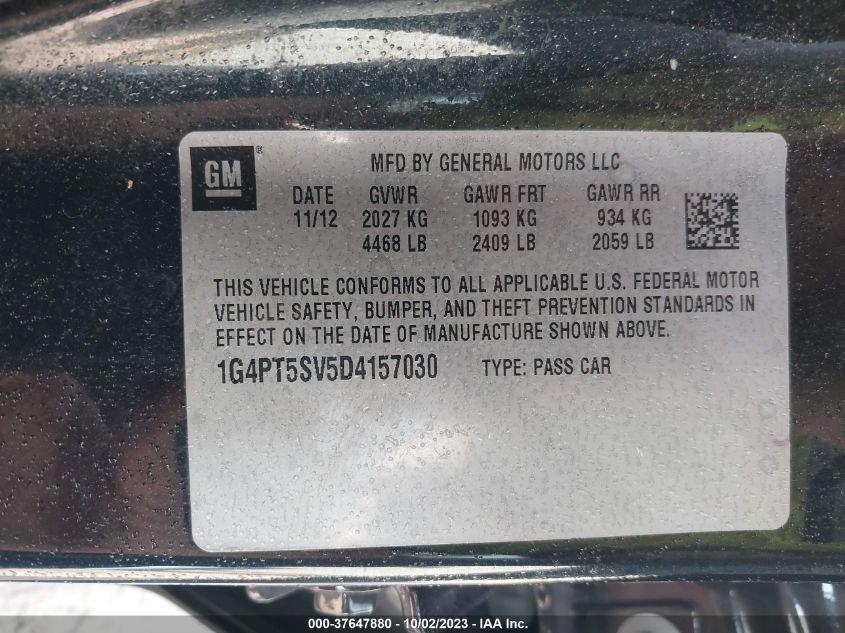 GM ®
MFD BY GENERAL MOTORS LLC
DATE GVWR GAWR FRT GAWR RR
11/12 2027 KG 1093 KG 934 KG
4468 LB 2409 LB 2059 LB
THIS VEHICLE CONFORMS TO ALL APPLICABLE U.S. FEDERAL MOTOR
VEHICLE SAFETY, BUMPER, AND THEFT PREVENTION STANDARDS IN
EFFECT ON THE DATE OF MANUFACTURE SHOWN ABOVE.
1G4PT5SV5D4157030 TYPE: PASS CAR
000-37647880 - 10/02/2023 - IAA Inc.